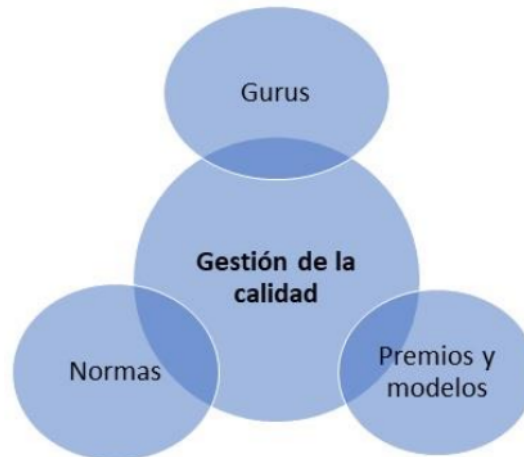 Gurus
Gestión de la
calidad
Normas
Premios y
modelos